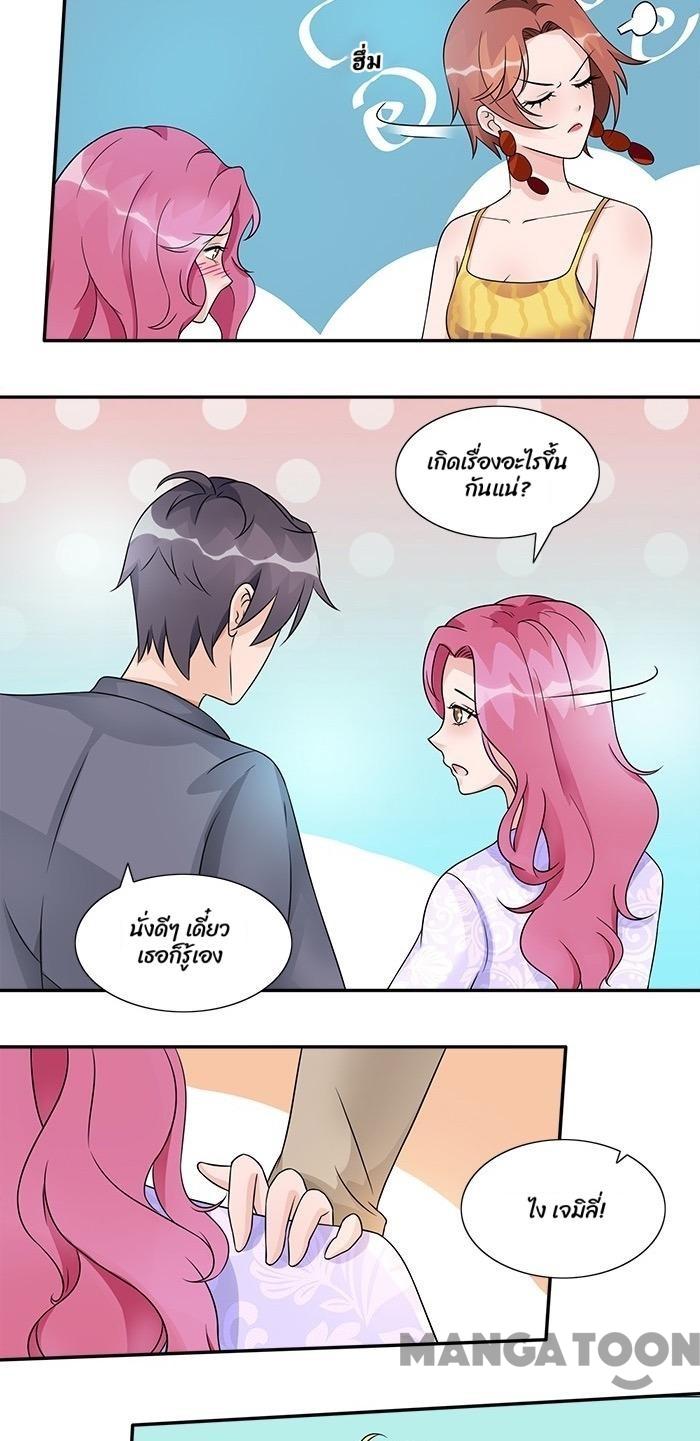 ฮึ่ม
เกิดเรื่องอะไรขึ้น
กันแน่?
นั่งดีๆ เดี๋ยว
เธอก็รู้เอง
ไง เจมิลี่!
MANGATOON